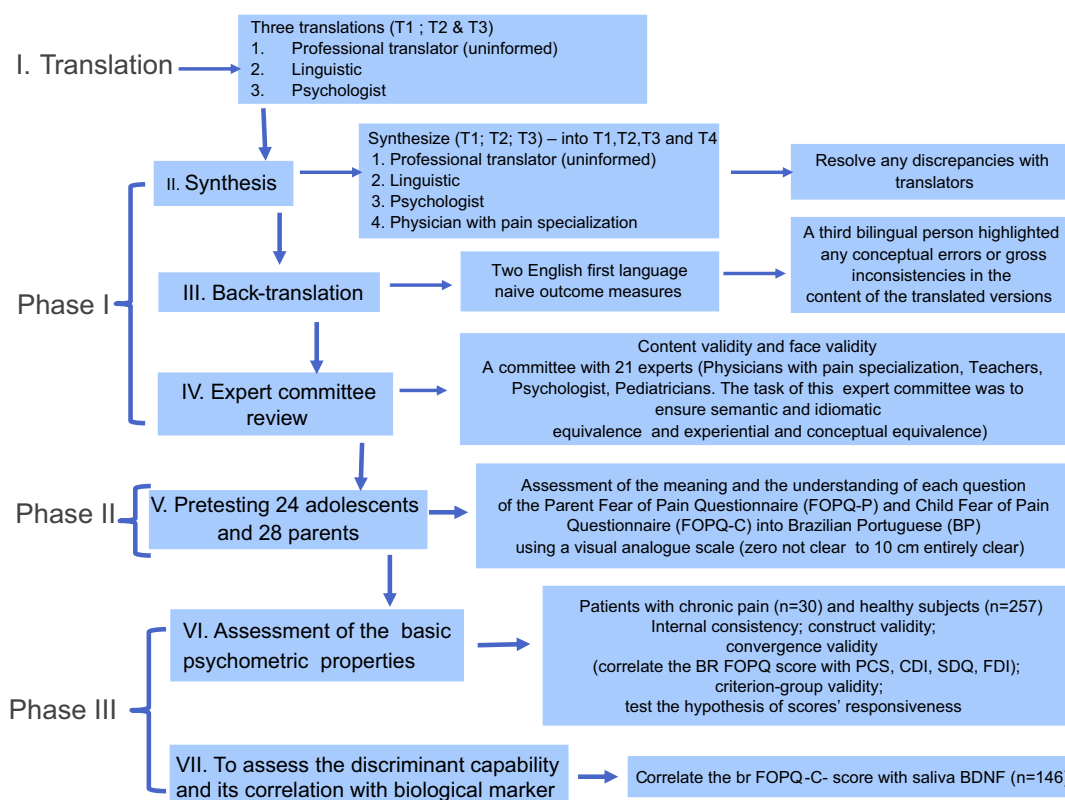 I. Translation
Three translations (T1 ; T2 & T3)
1. Professional translator (uninformed)
2. Linguistic
3. Psychologist
Phase I
II. Synthesis
Synthesize (T1; T2; T3) – into T1,T2,T3 and T4
1. Professional translator (uninformed)
2. Linguistic
3. Psychologist
4. Physician with pain specialization
Resolve any discrepancies with
translators
III. Back-translation
Two English first language
naive outcome measures
A third bilingual person highlighted
any conceptual errors or gross
inconsistencies in the
content of the translated versions
IV. Expert committee
review
Content validity and face validity
A committee with 21 experts (Physicians with pain specialization, Teachers,
Psychologist, Pediatricians. The task of this expert committee was to
ensure semantic and idiomatic
equivalence and experiential and conceptual equivalence)
Phase II
V. Pretesting 24 adolescents
and 28 parents
Assessment of the meaning and the understanding of each question
of the Parent Fear of Pain Questionnaire (FOPQ-P) and Child Fear of Pain
Questionnaire (FOPQ-C) into Brazilian Portuguese (BP)
using a visual analogue scale (zero not clear to 10 cm entirely clear)
Phase III
VI. Assessment of the basic
psychometric properties
Patients with chronic pain (n=30) and healthy subjects (n=257)
Internal consistency; construct validity;
convergence validity
(correlate the BR FOPQ score with PCS, CDI, SDQ, FDI);
criterion-group validity;
test the hypothesis of scores’ responsiveness
VII. To assess the discriminant capability
and its correlation with biological marker
Correlate the br FOPQ-C- score with saliva BDNF (n=146)